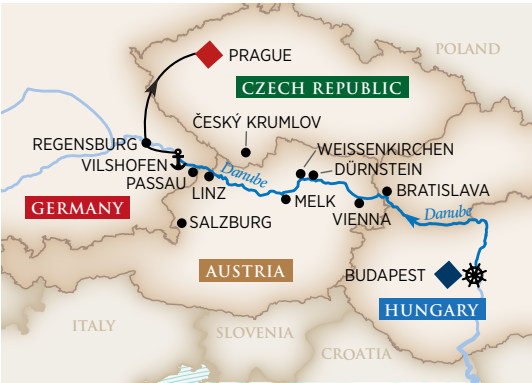 POLAND
PRAGUE
CZECH REPUBLIC
ČESKÝ KRUMLOV
REGENSBURG
WEISSENKIRCHEN
VILSHOFEN
Danube
DÜRNSTEIN
PASSAU
LINZ
BRATISLAVA
MELK
GERMANY
VIENNA
Danube
SALZBURG
AUSTRIA
BUDAPEST
HUNGARY
ITALY
SLOVENIA
CROATIA